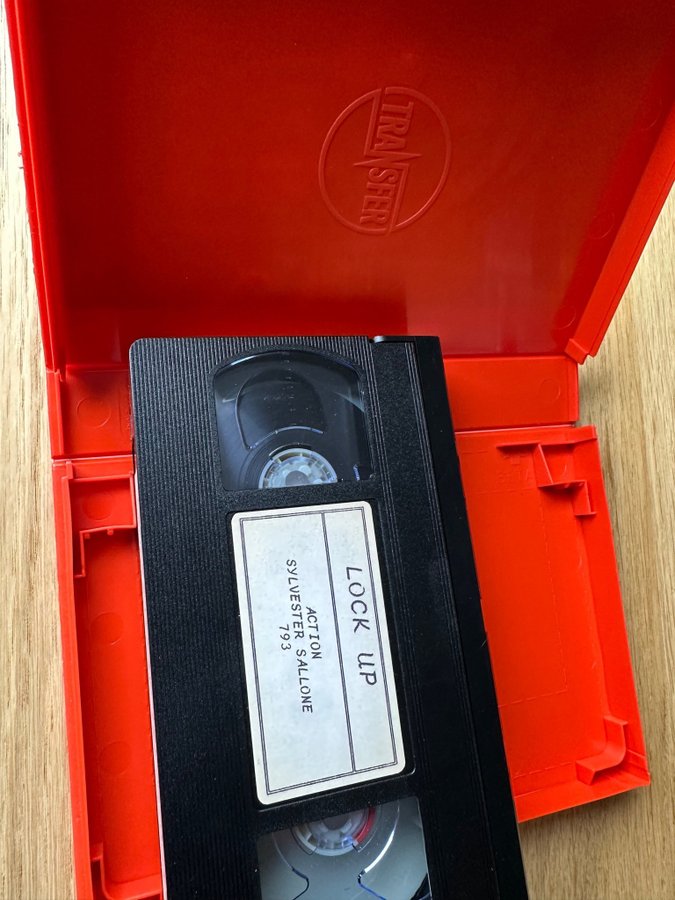 TRANSFER
LOCK UP
ACTION
SYLVESTER SALLONE
793